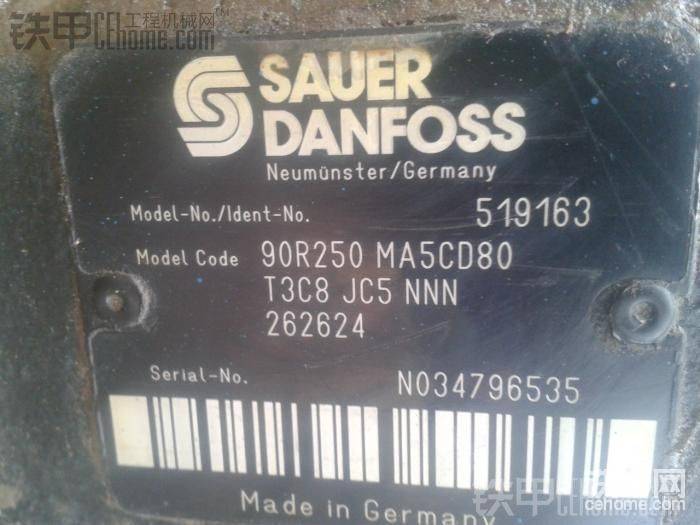 铁甲 工程机械网
CEhome.com
SAUER
DANFOSS
Neumünster/Germany
Model-No./Ident-No. 519163
Model Code 90R250 MA5CD80
T3C8 JC5 NNN
262624
Serial-No. N034796535
Made in Germany
铁甲
cehome.com